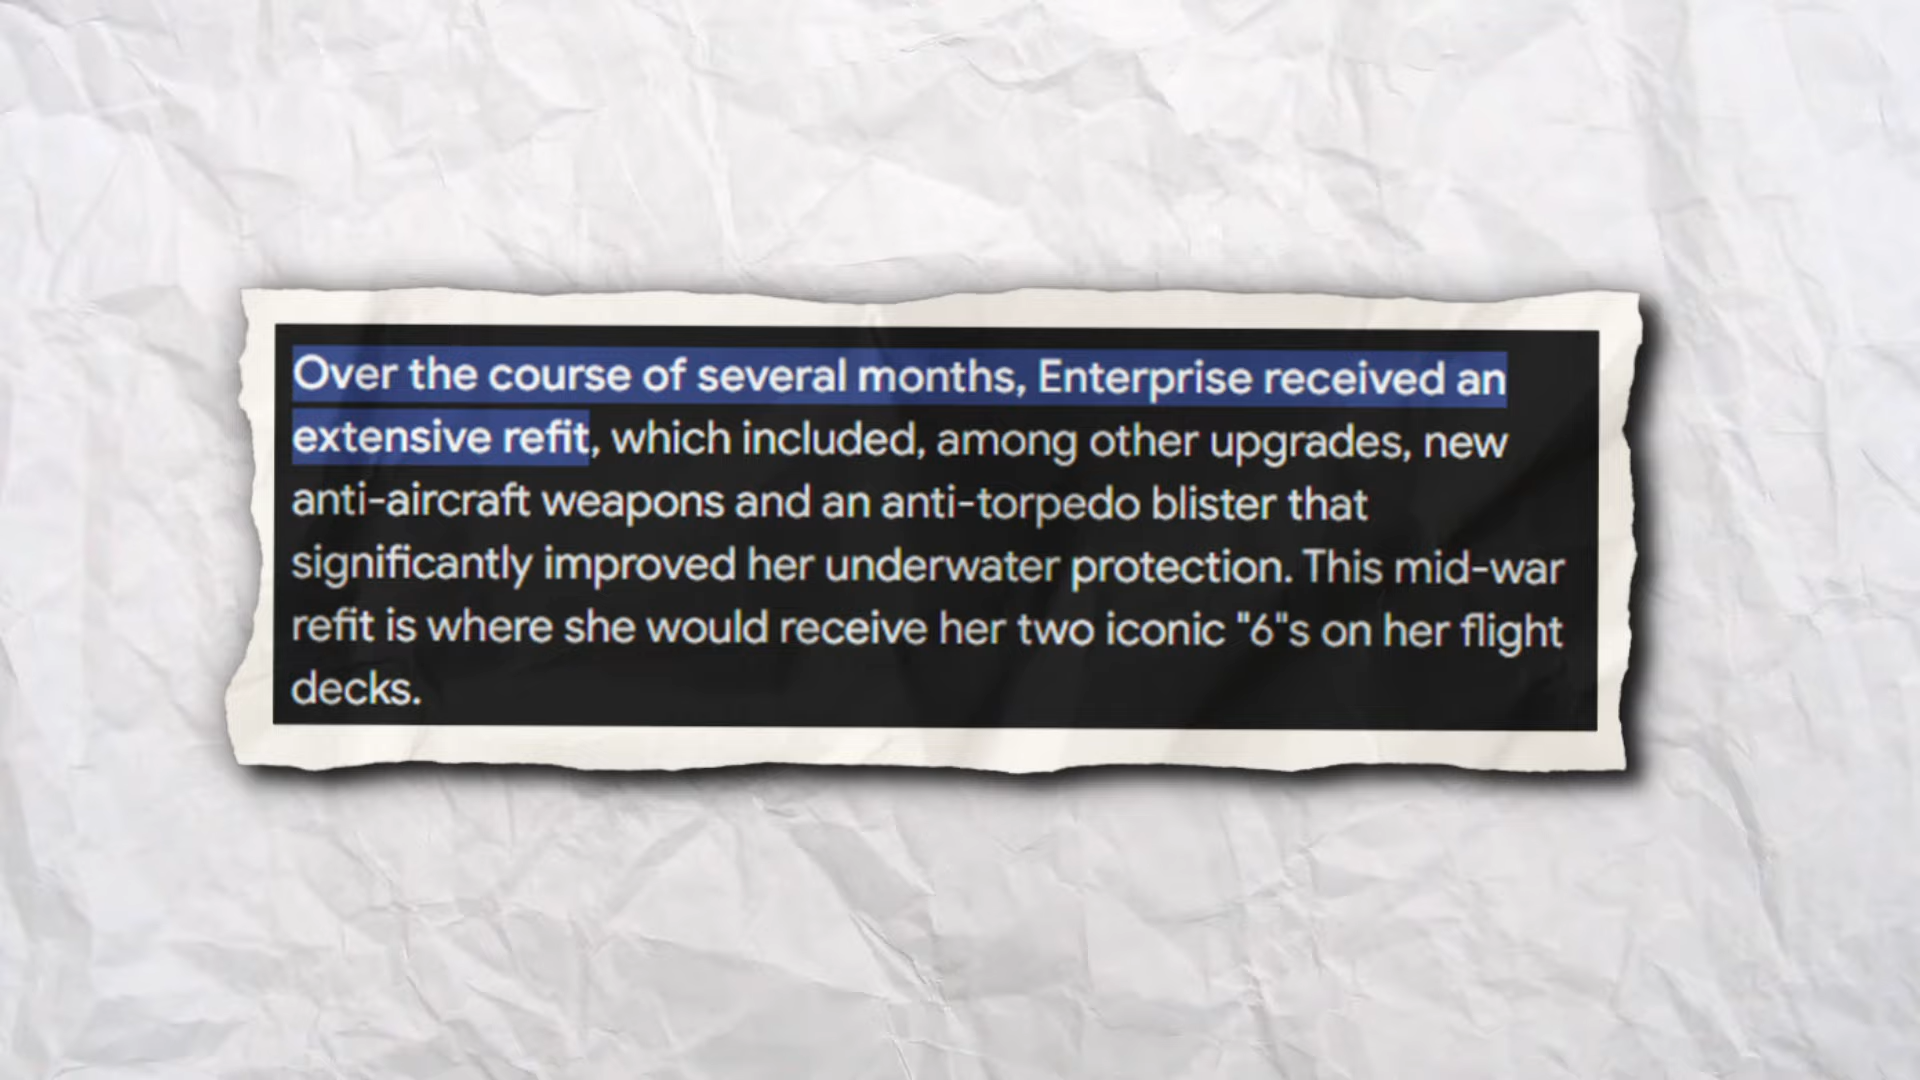 Over the course of several months, Enterprise received an
extensive refit, which included, among other upgrades, new
anti-aircraft weapons and an anti-torpedo blister that
significantly improved her underwater protection. This mid-war
refit is where she would receive her two iconic "6"s on her flight
decks.